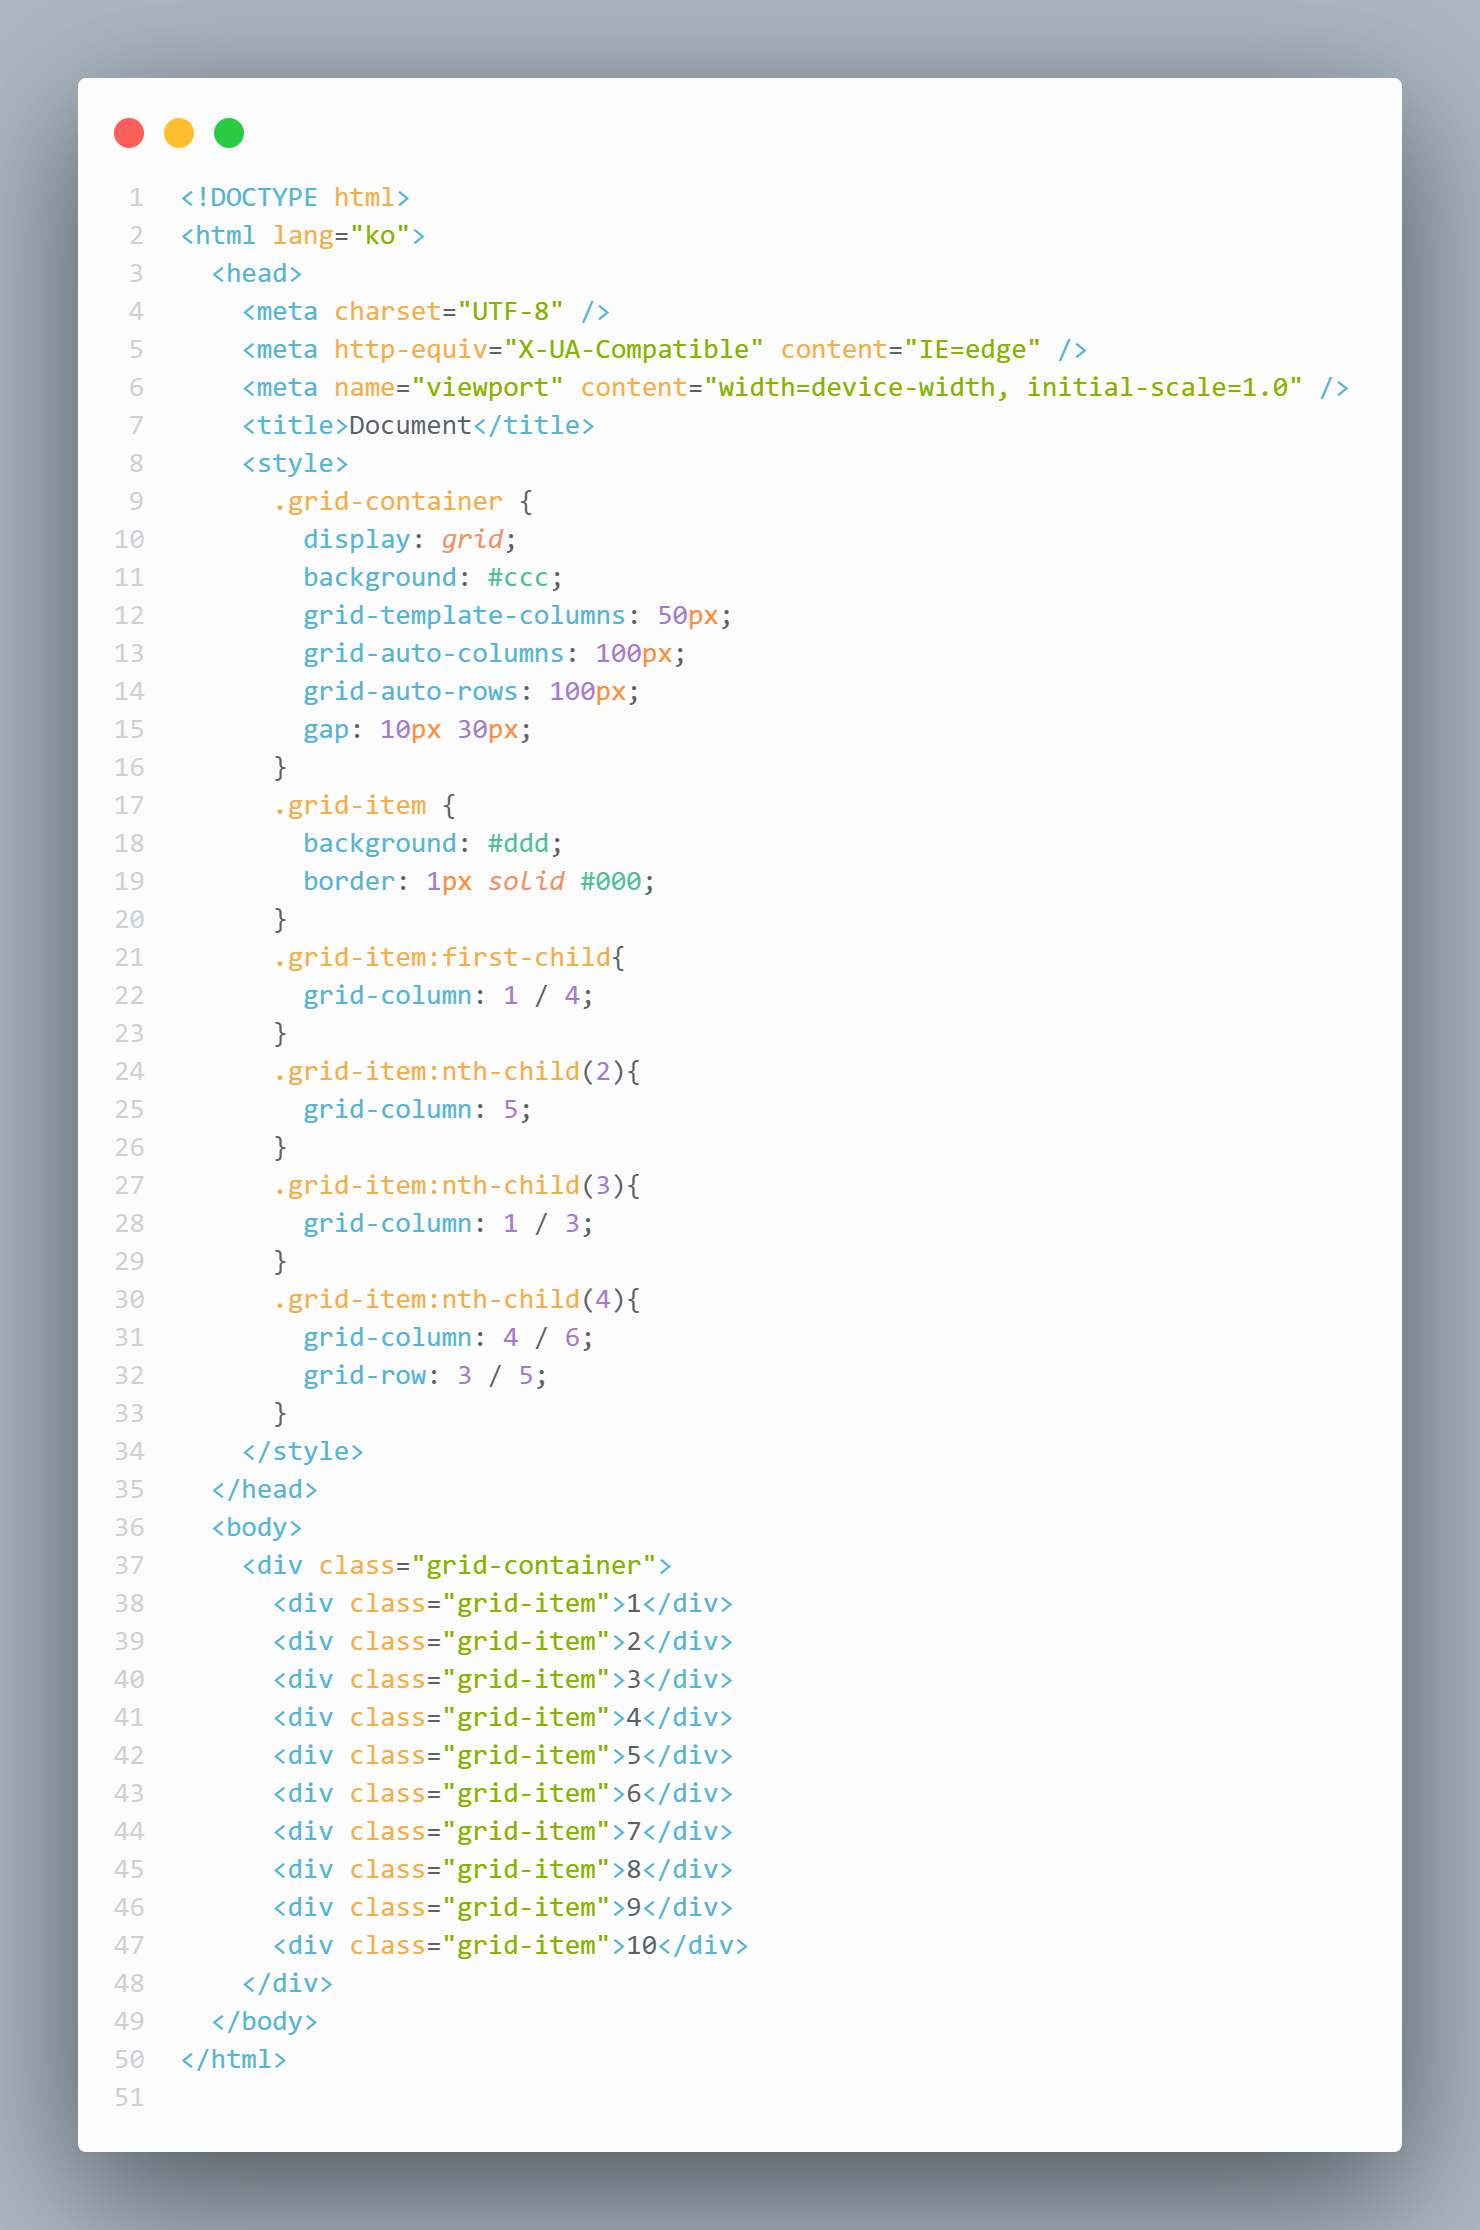 1 <!DOCTYPE html>
2 <html lang="ko">
3   <head>
4     <meta charset="UTF-8" />
5     <meta http-equiv="X-UA-Compatible" content="IE=edge" />
6     <meta name="viewport" content="width=device-width, initial-scale=1.0" />
7     <title>Document</title>
8     <style>
9       .grid-container {
10         display: grid;
11         background: #ccc;
12         grid-template-columns: 50px;
13         grid-auto-columns: 100px;
14         grid-auto-rows: 100px;
15         gap: 10px 30px;
16       }
17       .grid-item {
18         background: #ddd;
19         border: 1px solid #000;
20       }
21       .grid-item:first-child{
22         grid-column: 1 / 4;
23       }
24       .grid-item:nth-child(2){
25         grid-column: 5;
26       }
27       .grid-item:nth-child(3){
28         grid-column: 1 / 3;
29       }
30       .grid-item:nth-child(4){
31         grid-column: 4 / 6;
32         grid-row: 3 / 5;
33       }
34     </style>
35   </head>
36   <body>
37     <div class="grid-container">
38       <div class="grid-item">1</div>
39       <div class="grid-item">2</div>
40       <div class="grid-item">3</div>
41       <div class="grid-item">4</div>
42       <div class="grid-item">5</div>
43       <div class="grid-item">6</div>
44       <div class="grid-item">7</div>
45       <div class="grid-item">8</div>
46       <div class="grid-item">9</div>
47       <div class="grid-item">10</div>
48     </div>
49   </body>
50 </html>
51